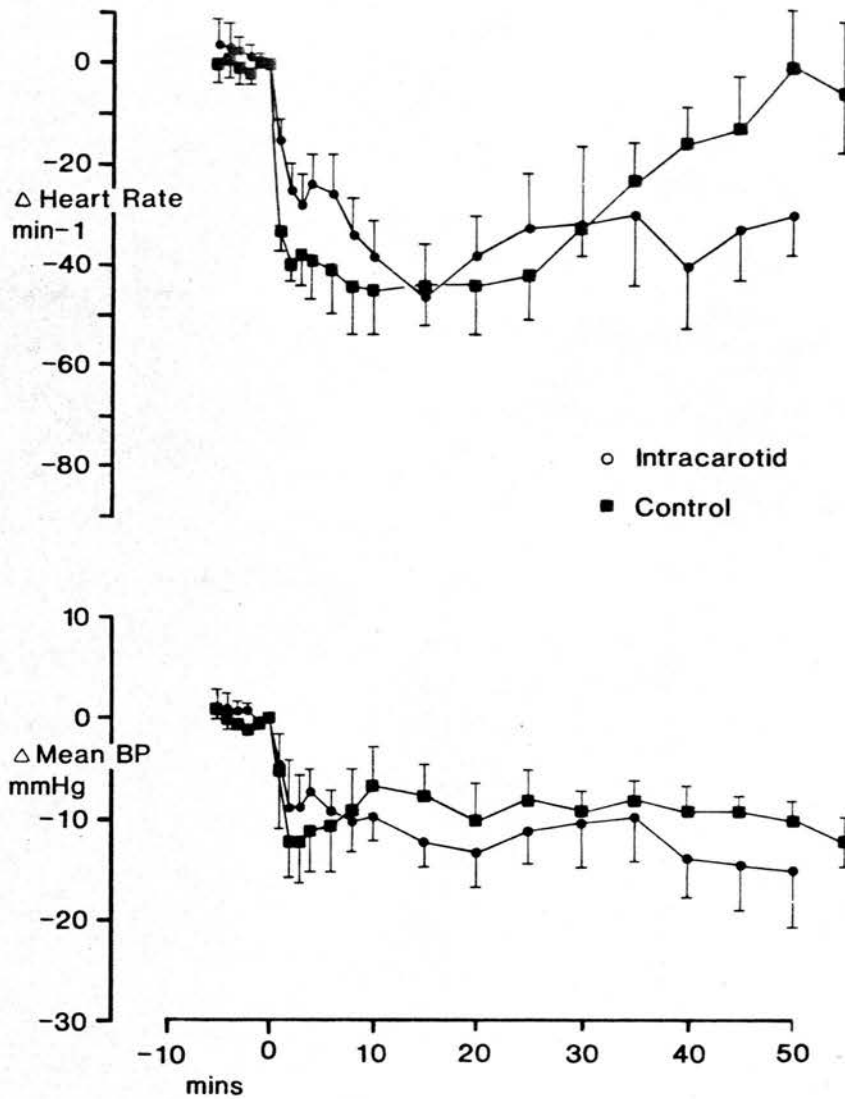 0
-20
△ Heart Rate
min-1
-40
-60
-80
○ Intracarotid
■ Control
10
0
△ Mean BP
mmHg
-10
-20
-30
-10 0 10 20 30 40 50
mins